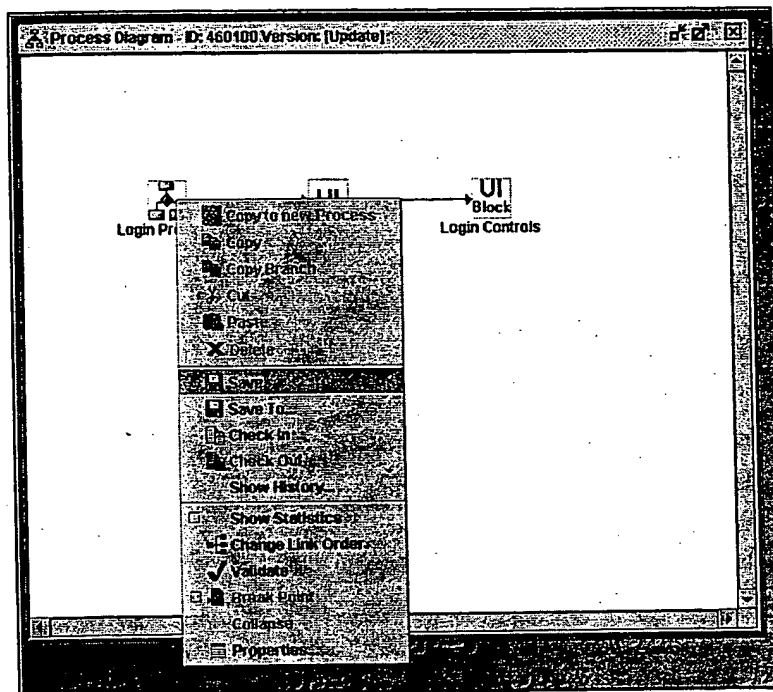 Process Diagram - ID: 460100 Version: [Update]
UI
Block
Login Controls
Login Pr
Copy to new Process
Copy
Copy Branch
Cut
Paste
Delete
Save
Save To...
Check In
Check Out
Show History...
Show Statistics
Change Link Order
Validate
Break Point
Collapse
Properties...